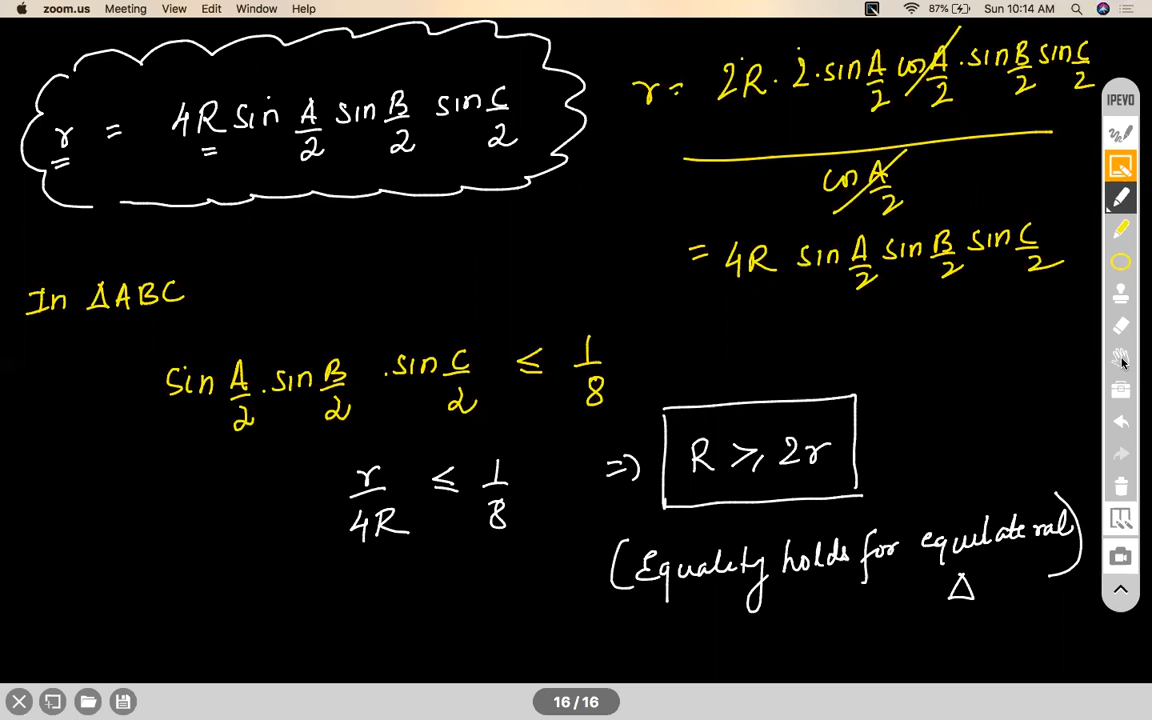 zoom.us Meeting View Edit Window Help 87% Sun 10:14 AM
r = 4R sin A/2 sin B/2 sin C/2
r = 2R · 2 · sin A/2 cos A/2 · sin B/2 sin C/2
cos A/2
= 4R sin A/2 sin B/2 sin C/2
IPEVO
In ΔABC
sin A/2 · sin B/2 · sin C/2 ≤ 1/8
r/4R ≤ 1/8 ⇒ R ≥ 2r
(Equality holds for equilateral
Δ)
16 / 16